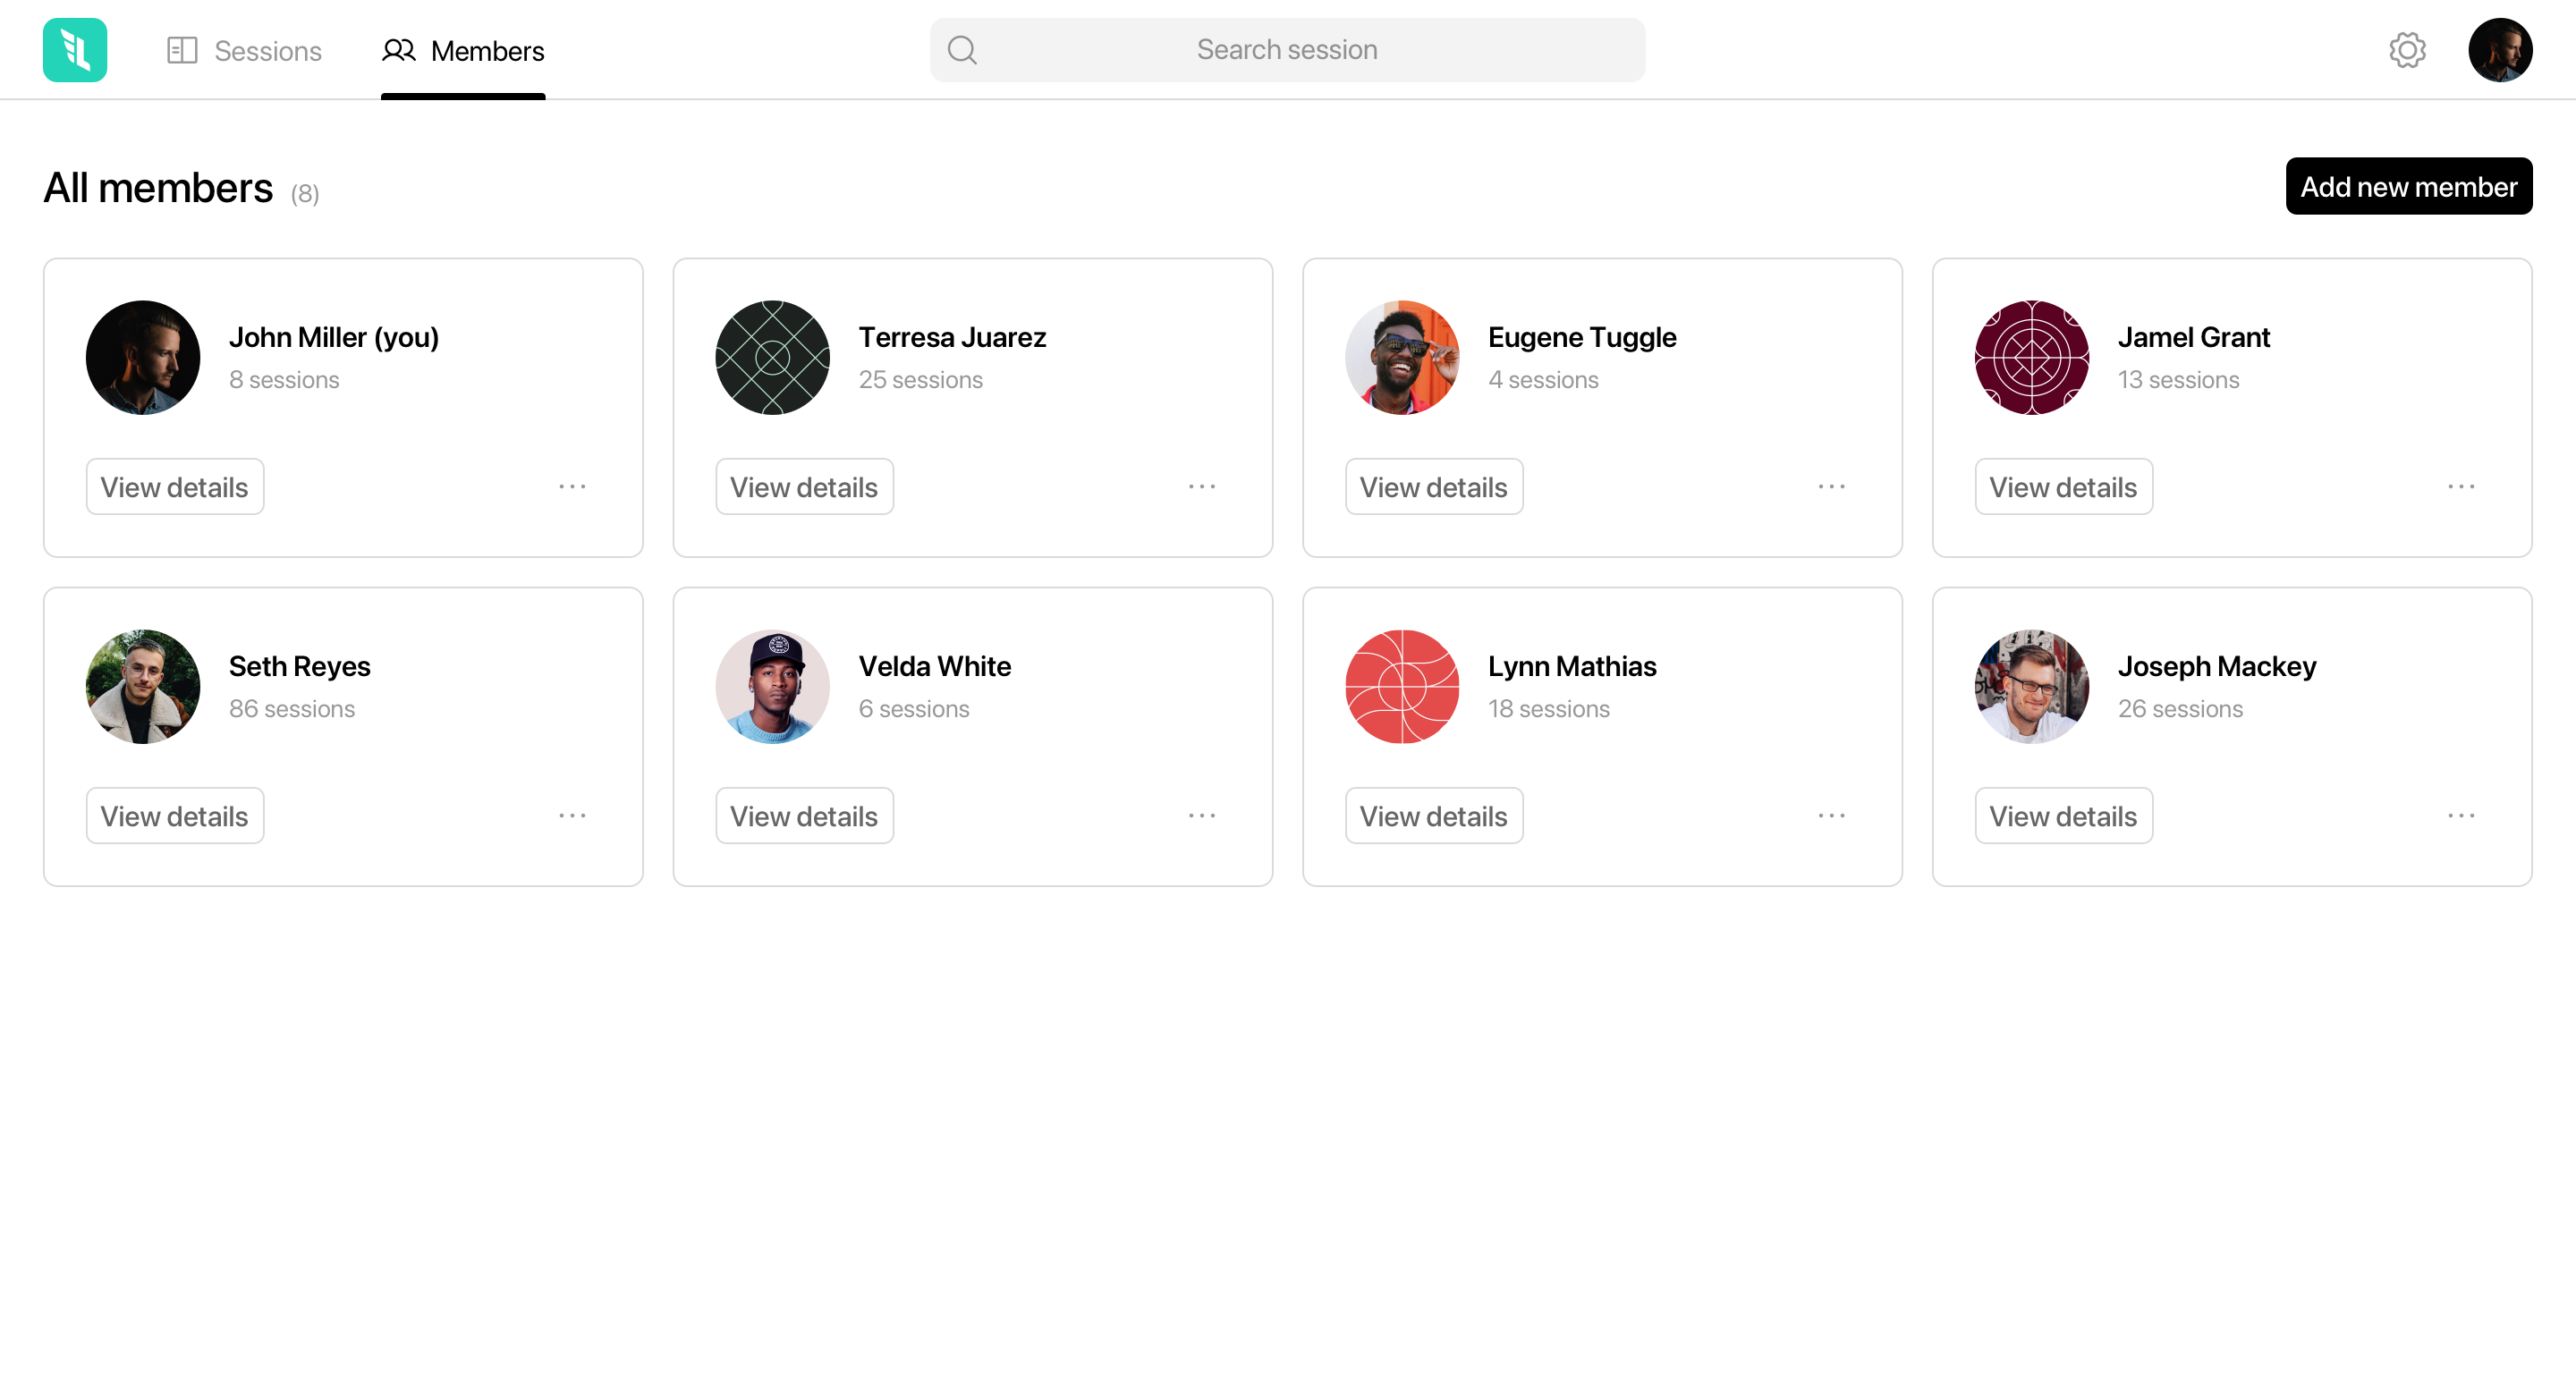 Sessions
Members
Search session
All members (8)
Add new member
John Miller (you)
8 sessions
View details
Terresa Juarez
25 sessions
View details
Eugene Tuggle
4 sessions
View details
Jamel Grant
13 sessions
View details
Seth Reyes
86 sessions
View details
Velda White
6 sessions
View details
Lynn Mathias
18 sessions
View details
Joseph Mackey
26 sessions
View details